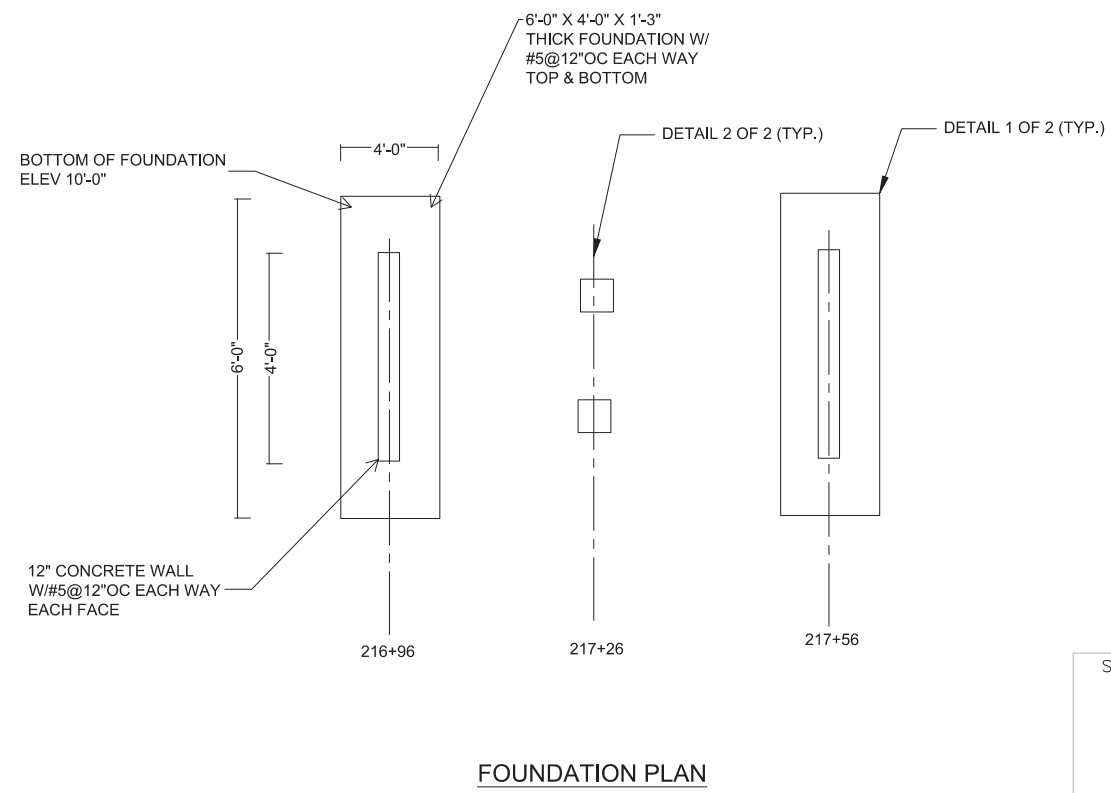 6'-0" X 4'-0" X 1'-3"
THICK FOUNDATION W/
#5@12"OC EACH WAY
TOP & BOTTOM
DETAIL 2 OF 2 (TYP.)
DETAIL 1 OF 2 (TYP.)
BOTTOM OF FOUNDATION
ELEV 10'-0"
4'-0"
6'-0"
4'-0"
12" CONCRETE WALL
W/#5@12"OC EACH WAY
EACH FACE
216+96
217+26
217+56
S
FOUNDATION PLAN